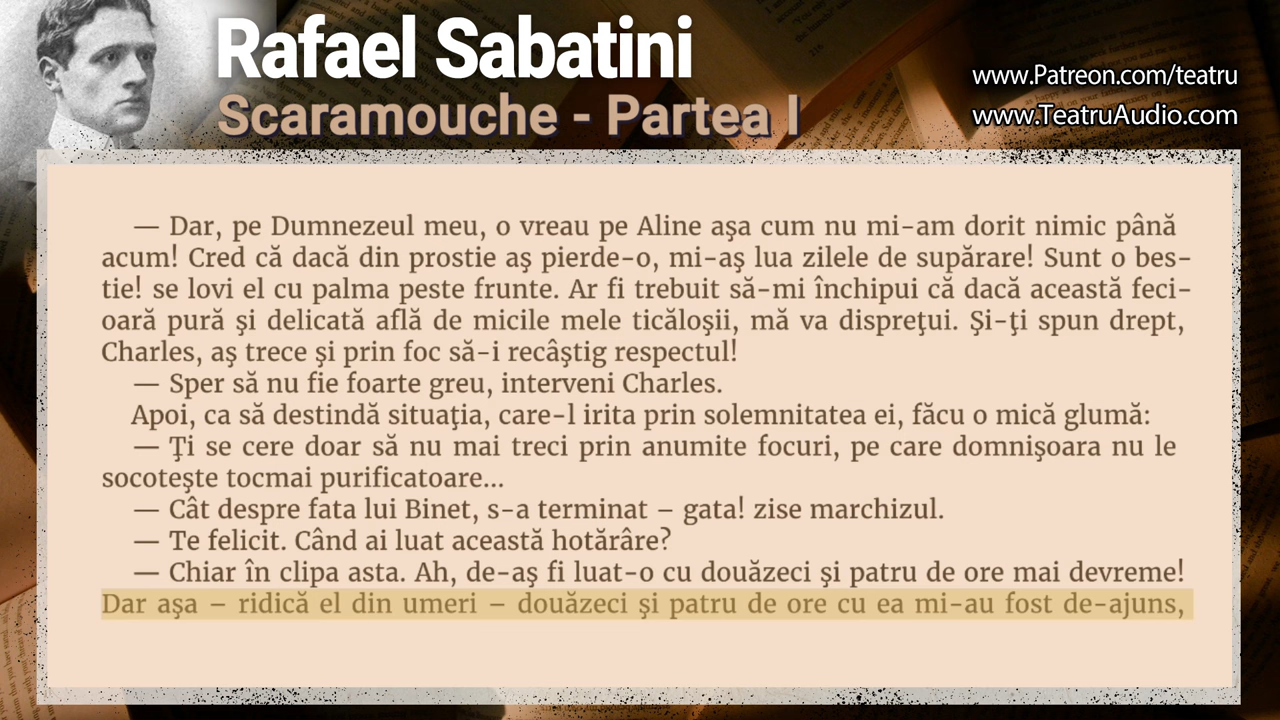 Rafael Sabatini
Scaramouche - Partea I
www.Patreon.com/teatru
www.TeatruAudio.com
— Dar, pe Dumnezeul meu, o vreau pe Aline aşa cum nu mi-am dorit nimic până
acum! Cred că dacă din prostie aş pierde-o, mi-aş lua zilele de supărare! Sunt o bes-
tie! se lovi el cu palma peste frunte. Ar fi trebuit să-mi închipui că dacă această feci-
oară pură şi delicată află de micile mele ticăloşii, mă va dispreţui. Şi-ţi spun drept,
Charles, aş trece şi prin foc să-i recâştig respectul!
— Sper să nu fie foarte greu, interveni Charles.
Apoi, ca să destindă situaţia, care-l irita prin solemnitatea ei, făcu o mică glumă:
— Ţi se cere doar să nu mai treci prin anumite focuri, pe care domnişoara nu le
socoteşte tocmai purificatoare...
— Cât despre fata lui Binet, s-a terminat – gata! zise marchizul.
— Te felicit. Când ai luat această hotărâre?
— Chiar în clipa asta. Ah, de-aş fi luat-o cu douăzeci şi patru de ore mai devreme!
Dar aşa – ridică el din umeri – douăzeci şi patru de ore cu ea mi-au fost de-ajuns,